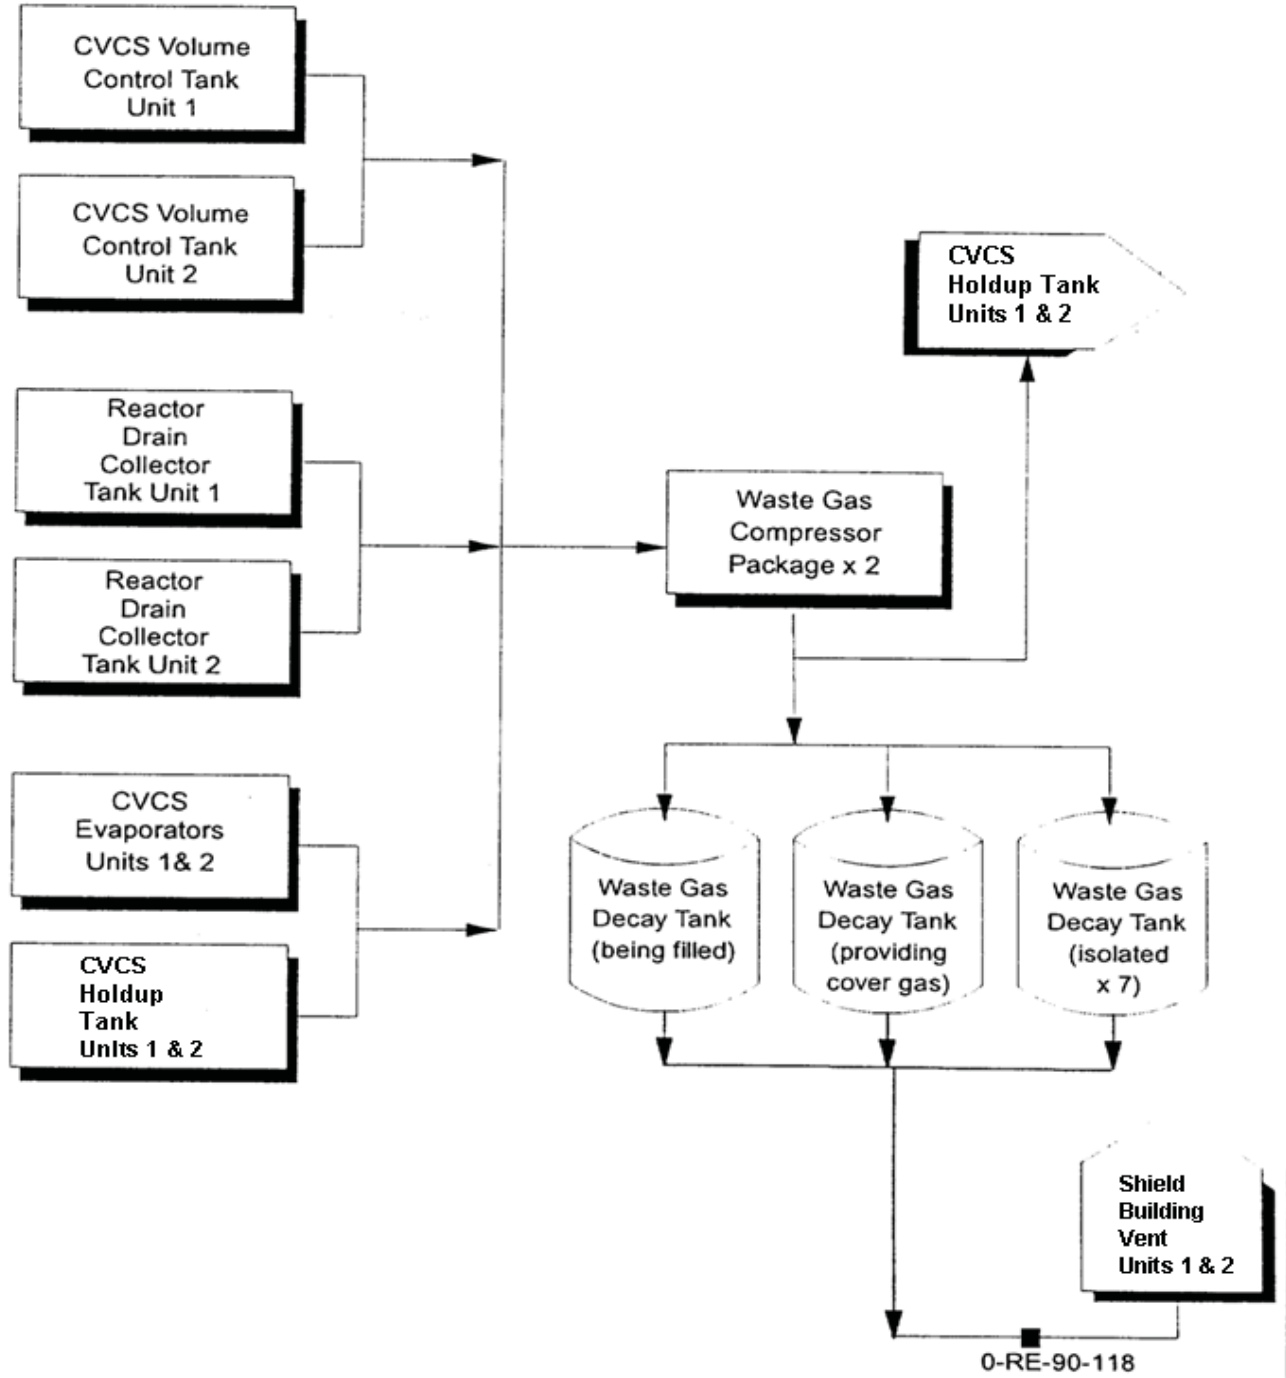 CVCS Volume
Control Tank
Unit 1
CVCS Volume
Control Tank
Unit 2
CVCS
Holdup Tank
Units 1 & 2
Reactor
Drain
Collector
Tank Unit 1
Waste Gas
Compressor
Package x 2
Reactor
Drain
Collector
Tank Unit 2
CVCS
Evaporators
Units 1& 2
CVCS
Holdup
Tank
Units 1 & 2
Waste Gas
Decay Tank
(being filled)
Waste Gas
Decay Tank
(providing
cover gas)
Waste Gas
Decay Tank
(isolated
x 7)
Shield
Building
Vent
Units 1 & 2
0-RE-90-118